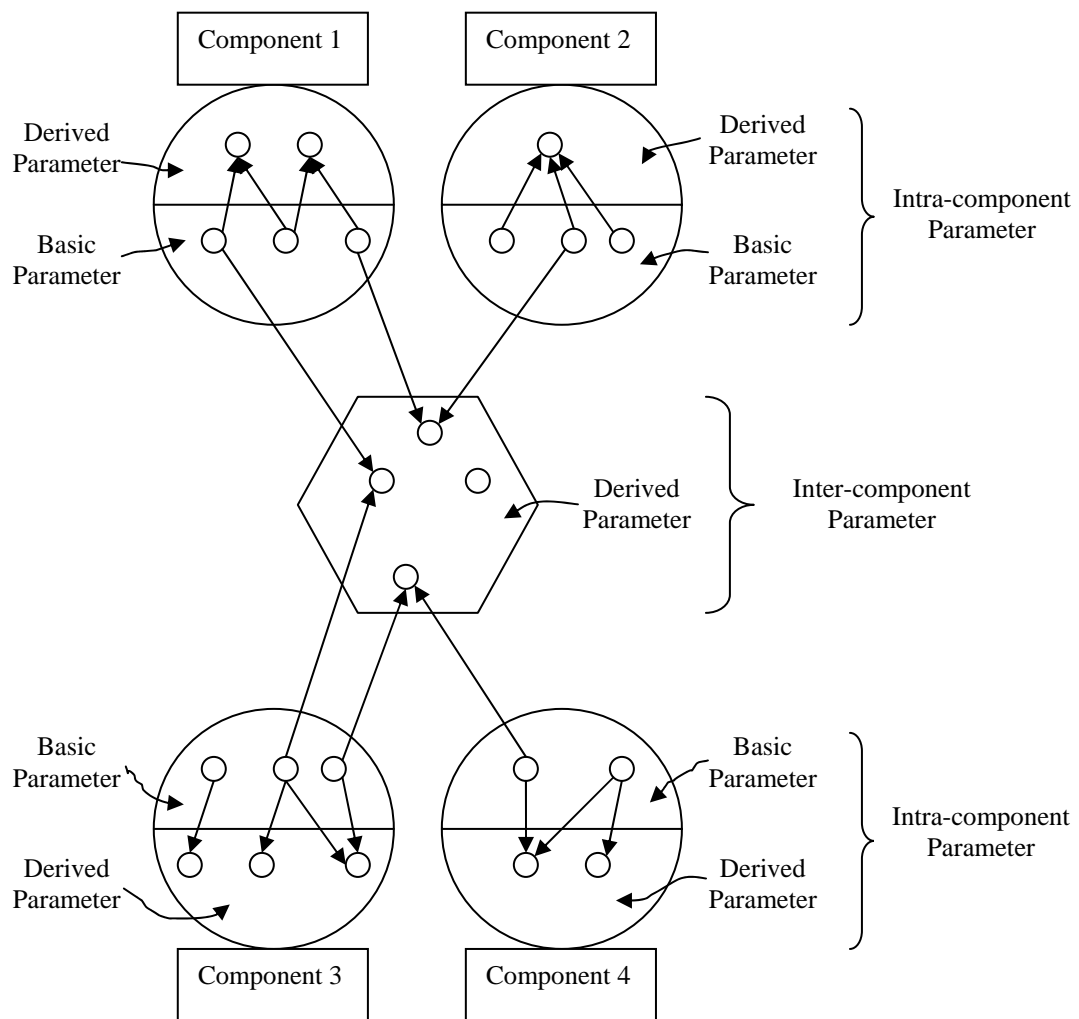 Component 1
Component 2
Derived
Parameter
Derived
Parameter
Intra-component
Parameter
Basic
Parameter
Basic
Parameter
Derived
Parameter
Inter-component
Parameter
Basic
Parameter
Basic
Parameter
Intra-component
Parameter
Derived
Parameter
Derived
Parameter
Component 3
Component 4